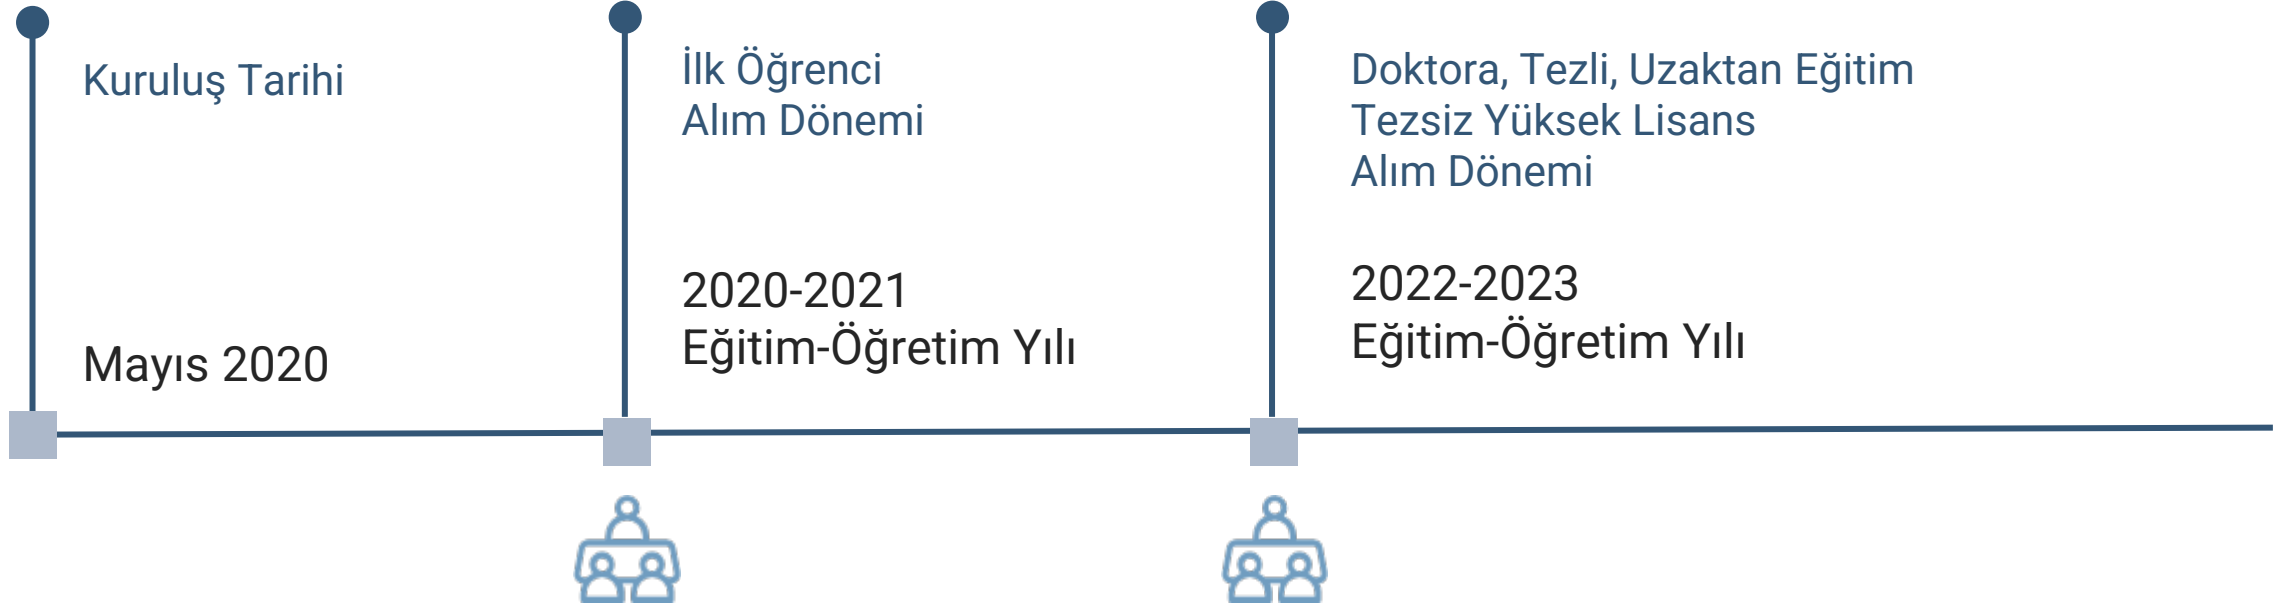 Kuruluş Tarihi
Mayıs 2020
İlk Öğrenci
Alım Dönemi
2020-2021
Eğitim-Öğretim Yılı
Doktora, Tezli, Uzaktan Eğitim
Tezsiz Yüksek Lisans
Alım Dönemi
2022-2023
Eğitim-Öğretim Yılı